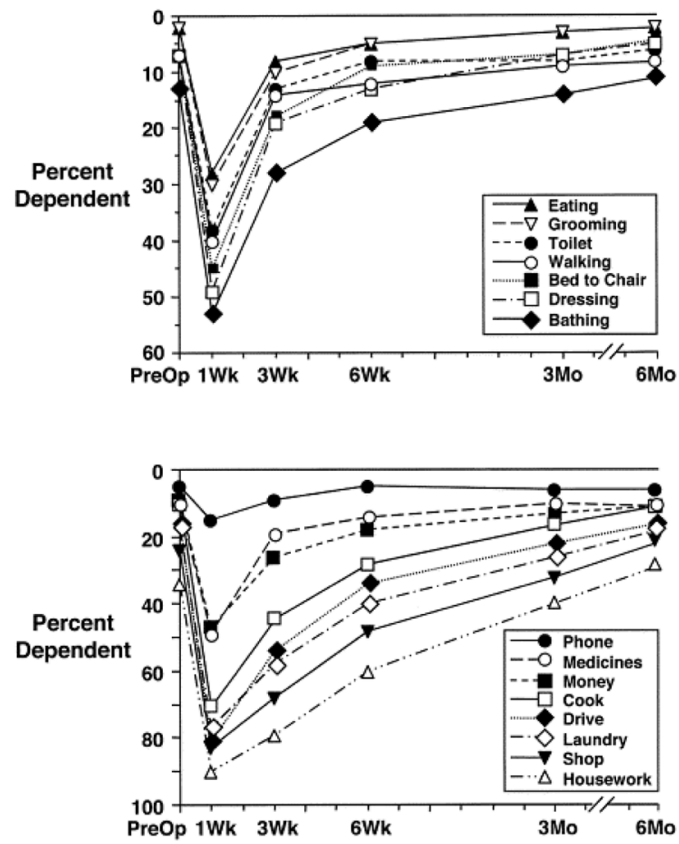 0
10
20
30
40
50
60
Percent
Dependent
Eating
Grooming
Toilet
Walking
Bed to Chair
Dressing
Bathing
PreOp 1Wk 3Wk 6Wk 3Mo 6Mo
0
20
40
60
80
100
Percent
Dependent
Phone
Medicines
Money
Cook
Drive
Laundry
Shop
Housework
PreOp 1Wk 3Wk 6Wk 3Mo 6Mo